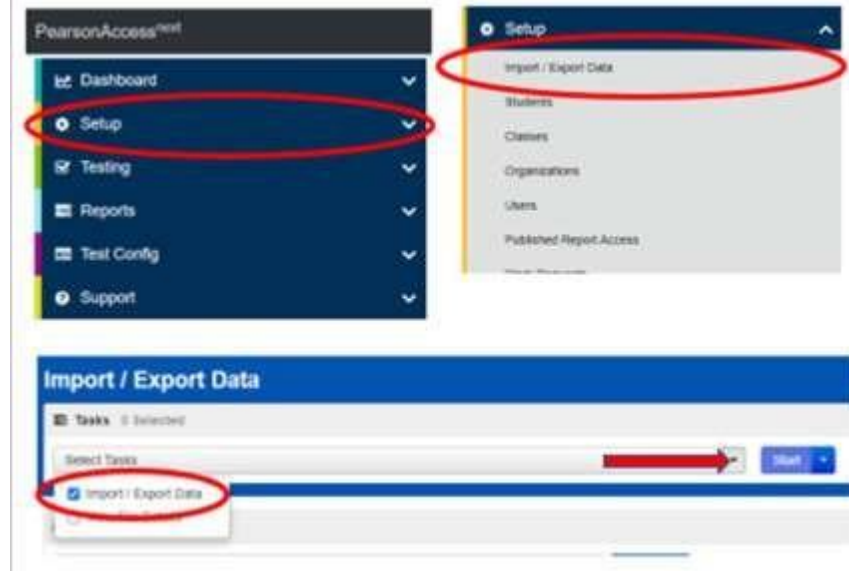 PearsonAccessnext
Dashboard
Setup
Testing
Reports
Test Config
Support
Setup
Import / Export Data
Students
Classes
Organizations
Users
Published Report Access
Import / Export Data
Tasks 0 Selected
Select Tasks
Start
Import / Export Data